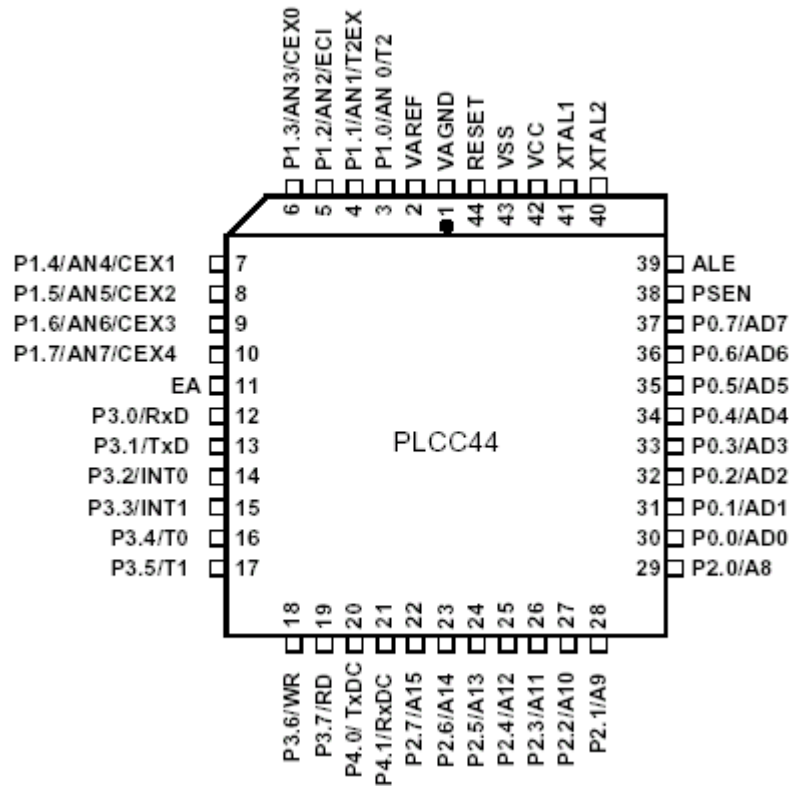 P1.3/AN3/CEX0
P1.2/AN2/ECI
P1.1/AN1/T2EX
P1.0/AN 0/T2
VAREF
VAGND
RESET
VSS
VCC
XTAL1
XTAL2
6 5 4 3 2 1 44 43 42 41 40
P1.4/AN4/CEX1 7
P1.5/AN5/CEX2 8
P1.6/AN6/CEX3 9
P1.7/AN7/CEX4 10
EA 11
P3.0/RxD 12
P3.1/TxD 13
P3.2/INT0 14
P3.3/INT1 15
P3.4/T0 16
P3.5/T1 17
PLCC44
39 ALE
38 PSEN
37 P0.7/AD7
36 P0.6/AD6
35 P0.5/AD5
34 P0.4/AD4
33 P0.3/AD3
32 P0.2/AD2
31 P0.1/AD1
30 P0.0/AD0
29 P2.0/A8
18 19 20 21 22 23 24 25 26 27 28
P3.6/WR
P3.7/RD
P4.0/ TxDC
P4.1/RxDC
P2.7/A15
P2.6/A14
P2.5/A13
P2.4/A12
P2.3/A11
P2.2/A10
P2.1/A9